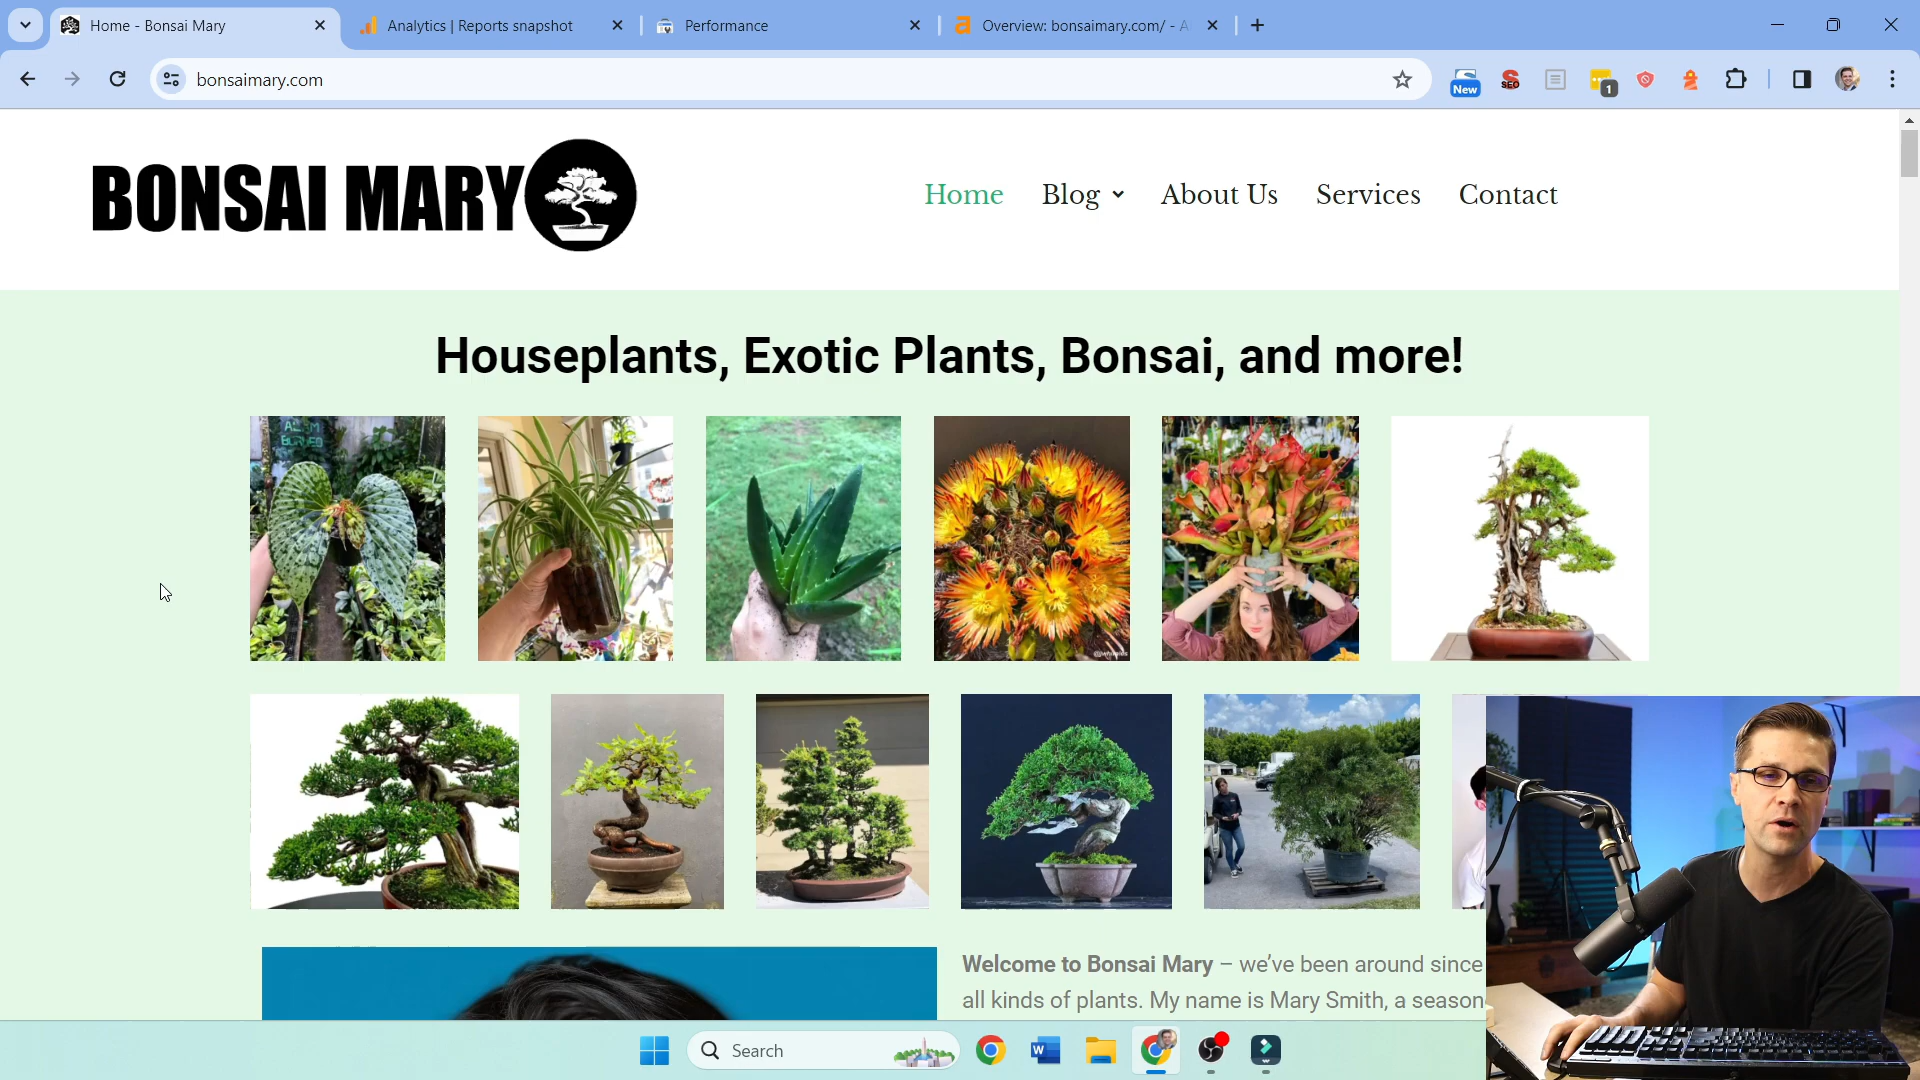 Home - Bonsai Mary
Analytics | Reports snapshot
Performance
Overview: bonsaimary.com/ - A
bonsaimary.com
New
SEO
1
BONSAI MARY
Home
Blog
About Us
Services
Contact
Houseplants, Exotic Plants, Bonsai, and more!
Welcome to Bonsai Mary – we've been around since
all kinds of plants. My name is Mary Smith, a season
Search